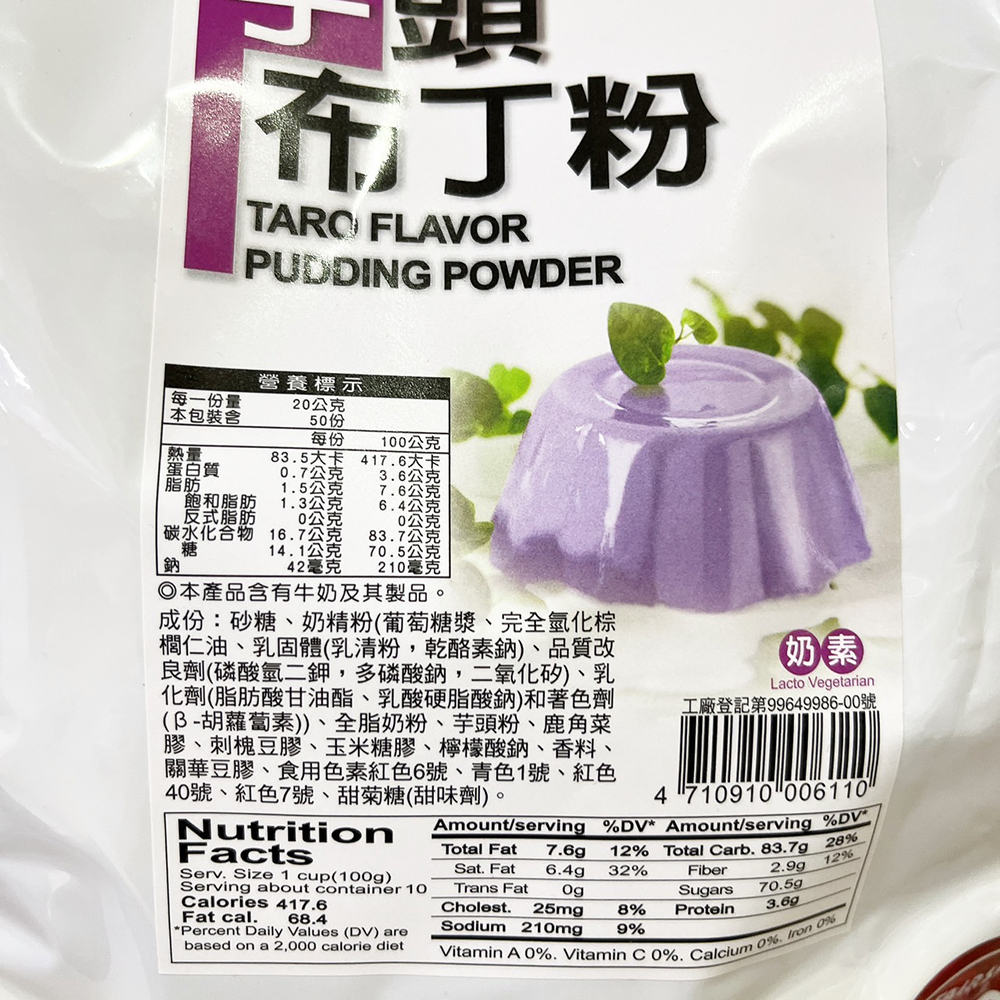 芋頭
布丁粉
TARO FLAVOR
PUDDING POWDER
營養標示
每一份量 20公克
本包裝含 50份
每份 100公克
熱量 83.5大卡 417.6大卡
蛋白質 0.7公克 3.6公克
脂肪 1.5公克 7.6公克
飽和脂肪 1.3公克 6.4公克
反式脂肪 0公克 0公克
碳水化合物 16.7公克 83.7公克
糖 14.1公克 70.5公克
鈉 42毫克 210毫克
◎本產品含有牛奶及其製品。
成份：砂糖、奶精粉(葡萄糖漿、完全氫化棕
櫚仁油、乳固體(乳清粉，乾酪素鈉)、品質改
良劑(磷酸氫二鉀，多磷酸鈉，二氧化矽)、乳
化劑(脂肪酸甘油酯、乳酸硬脂酸鈉)和著色劑
(β-胡蘿蔔素))、全脂奶粉、芋頭粉、鹿角菜
膠、刺槐豆膠、玉米糖膠、檸檬酸鈉、香料、
關華豆膠、食用色素紅色6號、青色1號、紅色
40號、紅色7號、甜菊糖(甜味劑)。
奶素
Lacto Vegetarian
工廠登記第99649986-00號
4 710910 006110
Nutrition
Facts
Serv. Size 1 cup(100g)
Serving about container 10
Calories 417.6
Fat cal. 68.4
*Percent Daily Values (DV) are
based on a 2,000 calorie diet
Amount/serving %DV* Amount/serving %DV*
Total Fat 7.6g 12% Total Carb. 83.7g 28%
Sat. Fat 6.4g 32% Fiber 2.9g 12%
Trans Fat 0g Sugars 70.5g
Cholest. 25mg 8% Protein 3.6g
Sodium 210mg 9%
Vitamin A 0%. Vitamin C 0%. Calcium 0%. Iron 0%